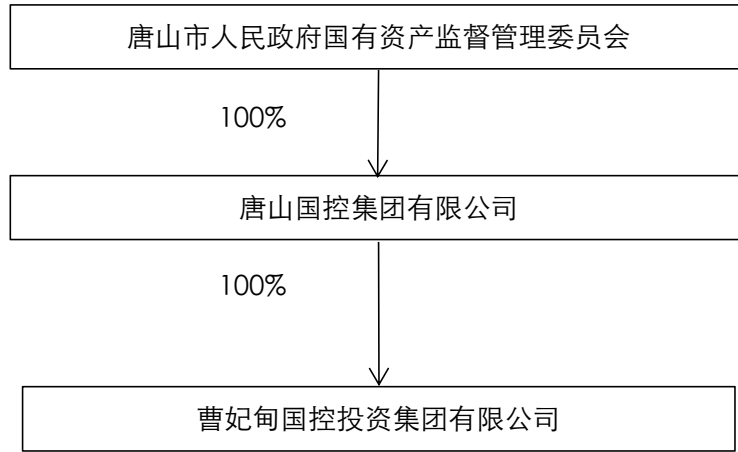 唐山市人民政府国有资产监督管理委员会
100%
唐山国控集团有限公司
100%
曹妃甸国控投资集团有限公司